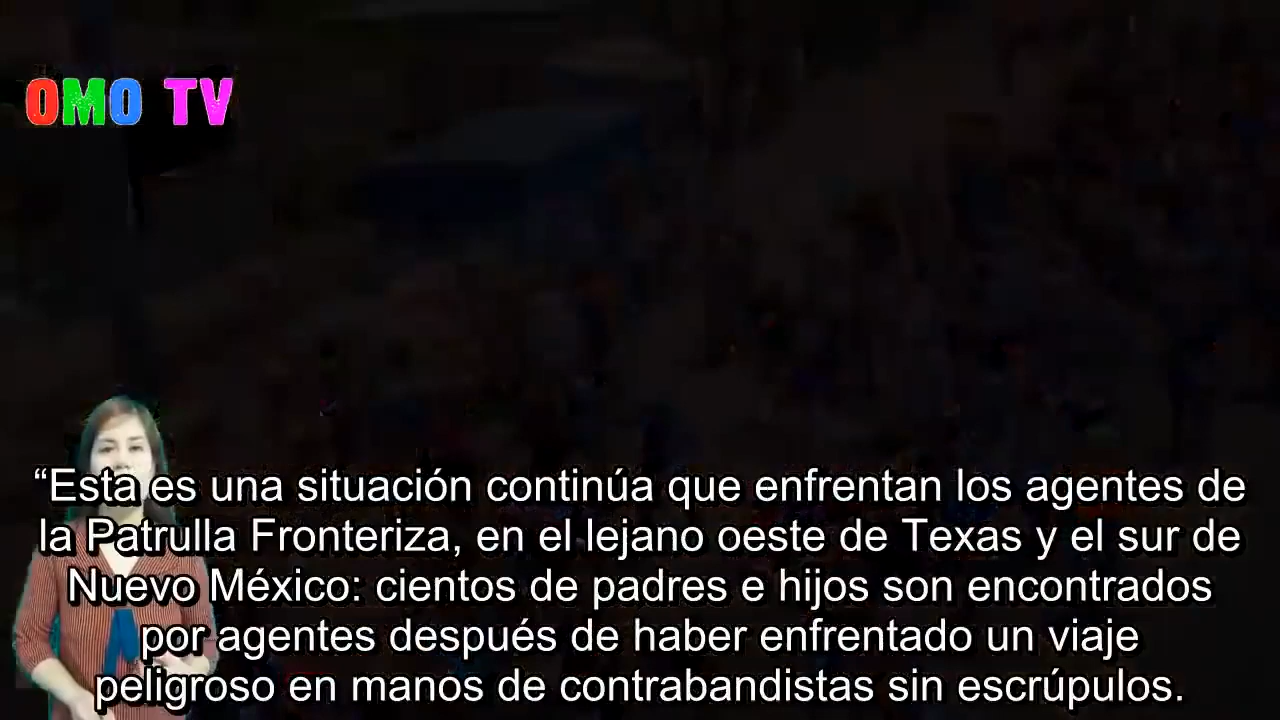 OMO TV
“Esta es una situación continúa que enfrentan los agentes de
la Patrulla Fronteriza, en el lejano oeste de Texas y el sur de
Nuevo México: cientos de padres e hijos son encontrados
por agentes después de haber enfrentado un viaje
peligroso en manos de contrabandistas sin escrúpulos.